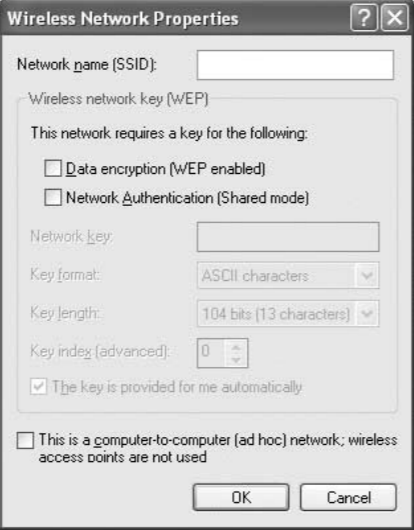 Wireless Network Properties
Network name (SSID):
Wireless network key (WEP)
This network requires a key for the following:
Data encryption (WEP enabled)
Network Authentication (Shared mode)
Network key:
Key format: ASCII characters
Key length: 104 bits (13 characters)
Key index (advanced): 0
The key is provided for me automatically
This is a computer-to-computer (ad hoc) network; wireless
access points are not used
OK Cancel